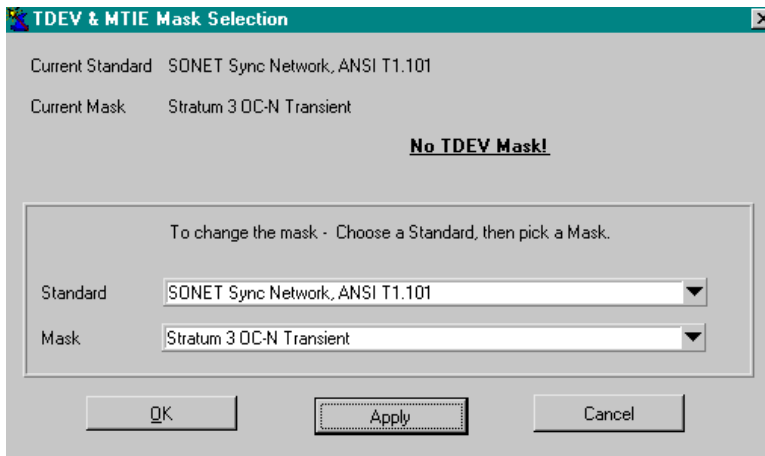 TDEV & MTIE Mask Selection
Current Standard SONET Sync Network, ANSI T1.101
Current Mask Stratum 3 OC-N Transient
No TDEV Mask!
To change the mask - Choose a Standard, then pick a Mask.
Standard SONET Sync Network, ANSI T1.101
Mask Stratum 3 OC-N Transient
OK Apply Cancel